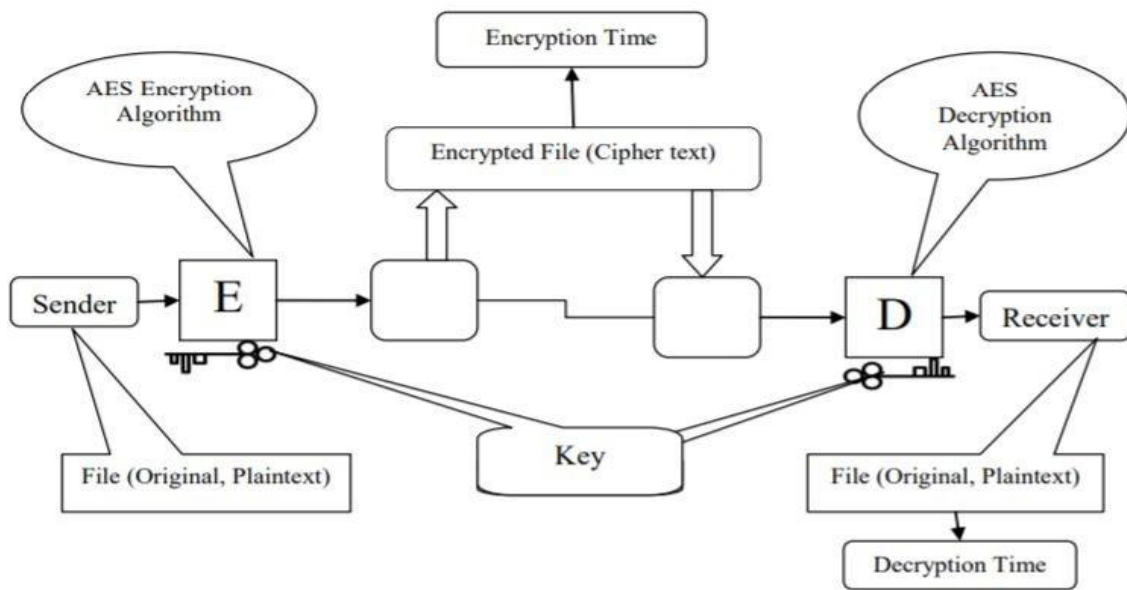 Encryption Time
AES Encryption
Algorithm
AES
Decryption
Algorithm
Encrypted File (Cipher text)
Sender
E
D
Receiver
Key
File (Original, Plaintext)
File (Original, Plaintext)
Decryption Time